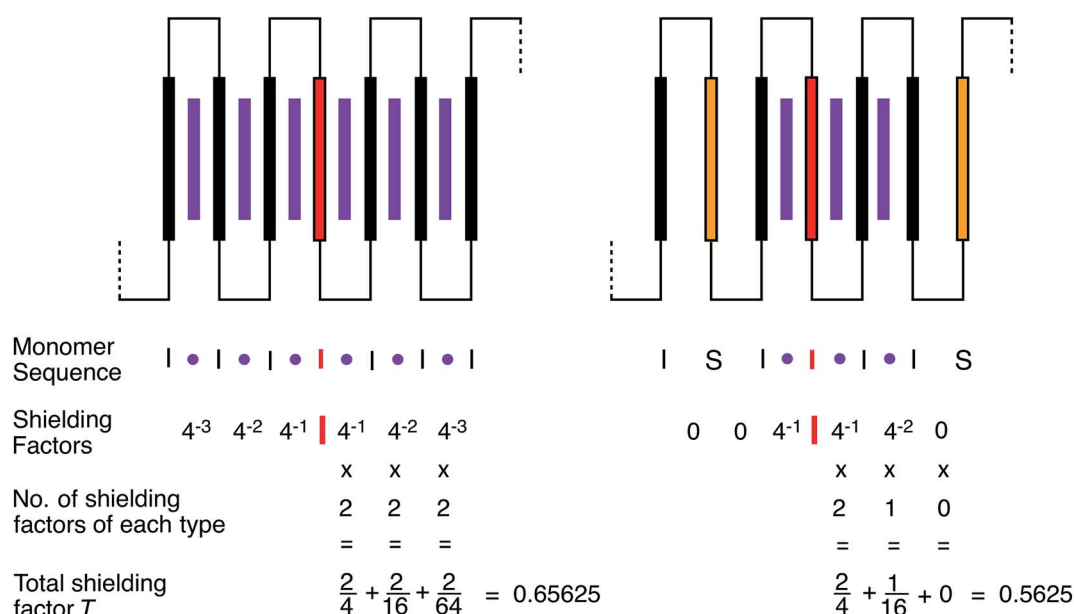 Monomer
Sequence
I • I • I • I • I • I • I
I S I • I • I • I S
Shielding
Factors
4⁻³ 4⁻² 4⁻¹ | 4⁻¹ 4⁻² 4⁻³
0 0 4⁻¹ | 4⁻¹ 4⁻² 0
x x x
x x x
No. of shielding
factors of each type
2 2 2
2 1 0
= = =
= = =
Total shielding
factor T
2/4 + 2/16 + 2/64 = 0.65625
2/4 + 1/16 + 0 = 0.5625